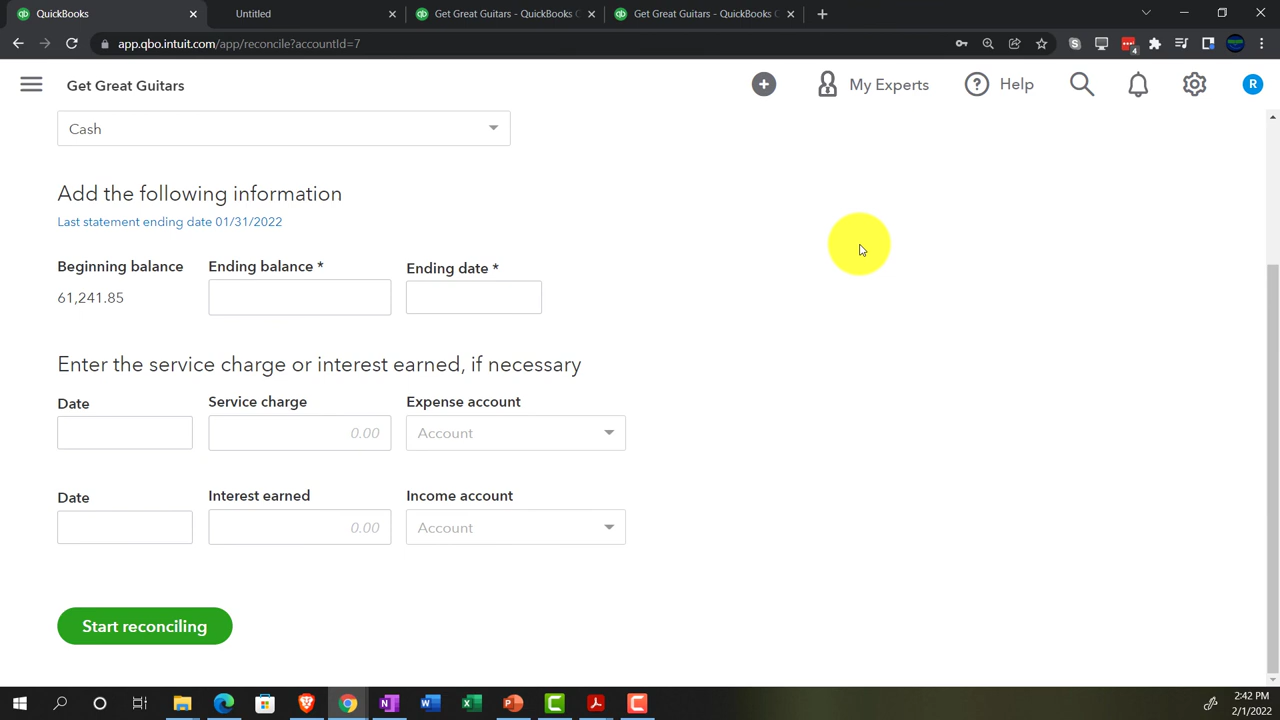 QuickBooks
Untitled
Get Great Guitars - QuickBooks C
Get Great Guitars - QuickBooks C
app.qbo.intuit.com/app/reconcile?accountId=7
4
Get Great Guitars
My Experts
Help
R
Cash
Add the following information
Last statement ending date 01/31/2022
Beginning balance
Ending balance *
Ending date *
61,241.85
Enter the service charge or interest earned, if necessary
Date
Service charge
Expense account
0.00
Account
Date
Interest earned
Income account
0.00
Account
Start reconciling
2:42 PM
2/1/2022